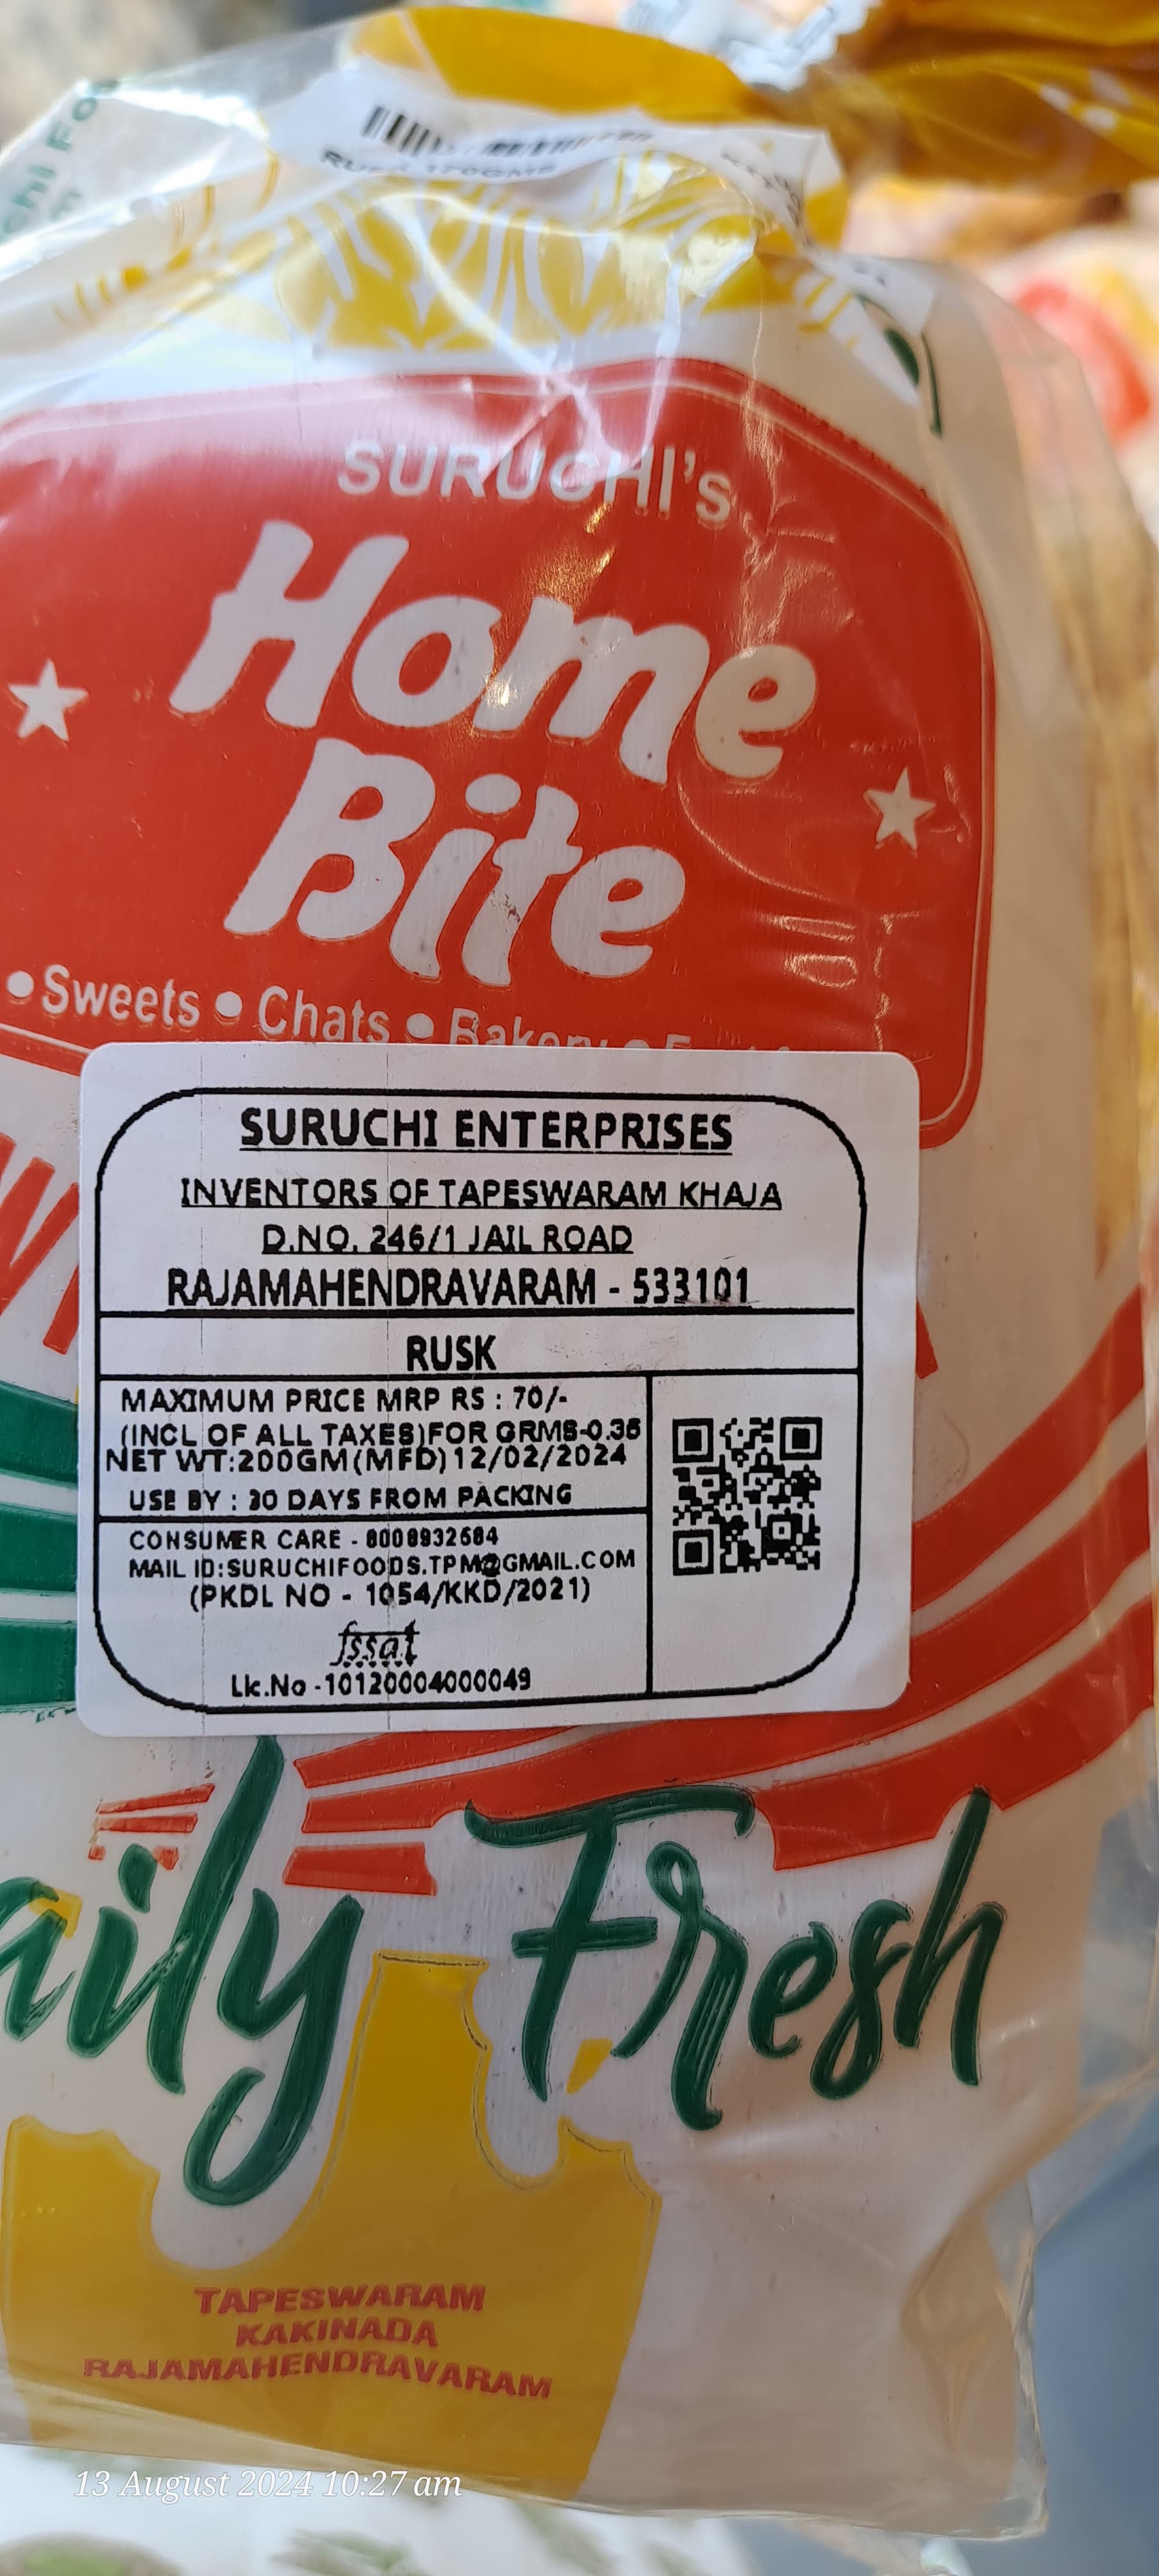 chi Foo
SURUCHI's
Home
Bite
•Sweets • Chats • Bakery •
SURUCHI ENTERPRISES
INVENTORS OF TAPESWARAM KHAJA
D.NO. 246/1 JAIL ROAD
RAJAMAHENDRAVARAM - 533101
RUSK
MAXIMUM PRICE MRP RS : 70/-
(INCL OF ALL TAXES)FOR GRMS-0.35
NET WT:200GM(MFD)12/02/2024
USE BY : 30 DAYS FROM PACKING
CONSUMER CARE - 8008932684
MAIL ID:SURUCHIFOODS.TPM@GMAIL.COM
(PKDL NO - 1054/KKD/2021)
fssai
Lic.No -10120004000049
aily Fresh
TAPESWARAM
KAKINADA
RAJAMAHENDRAVARAM
13 August 2024 10:27 am